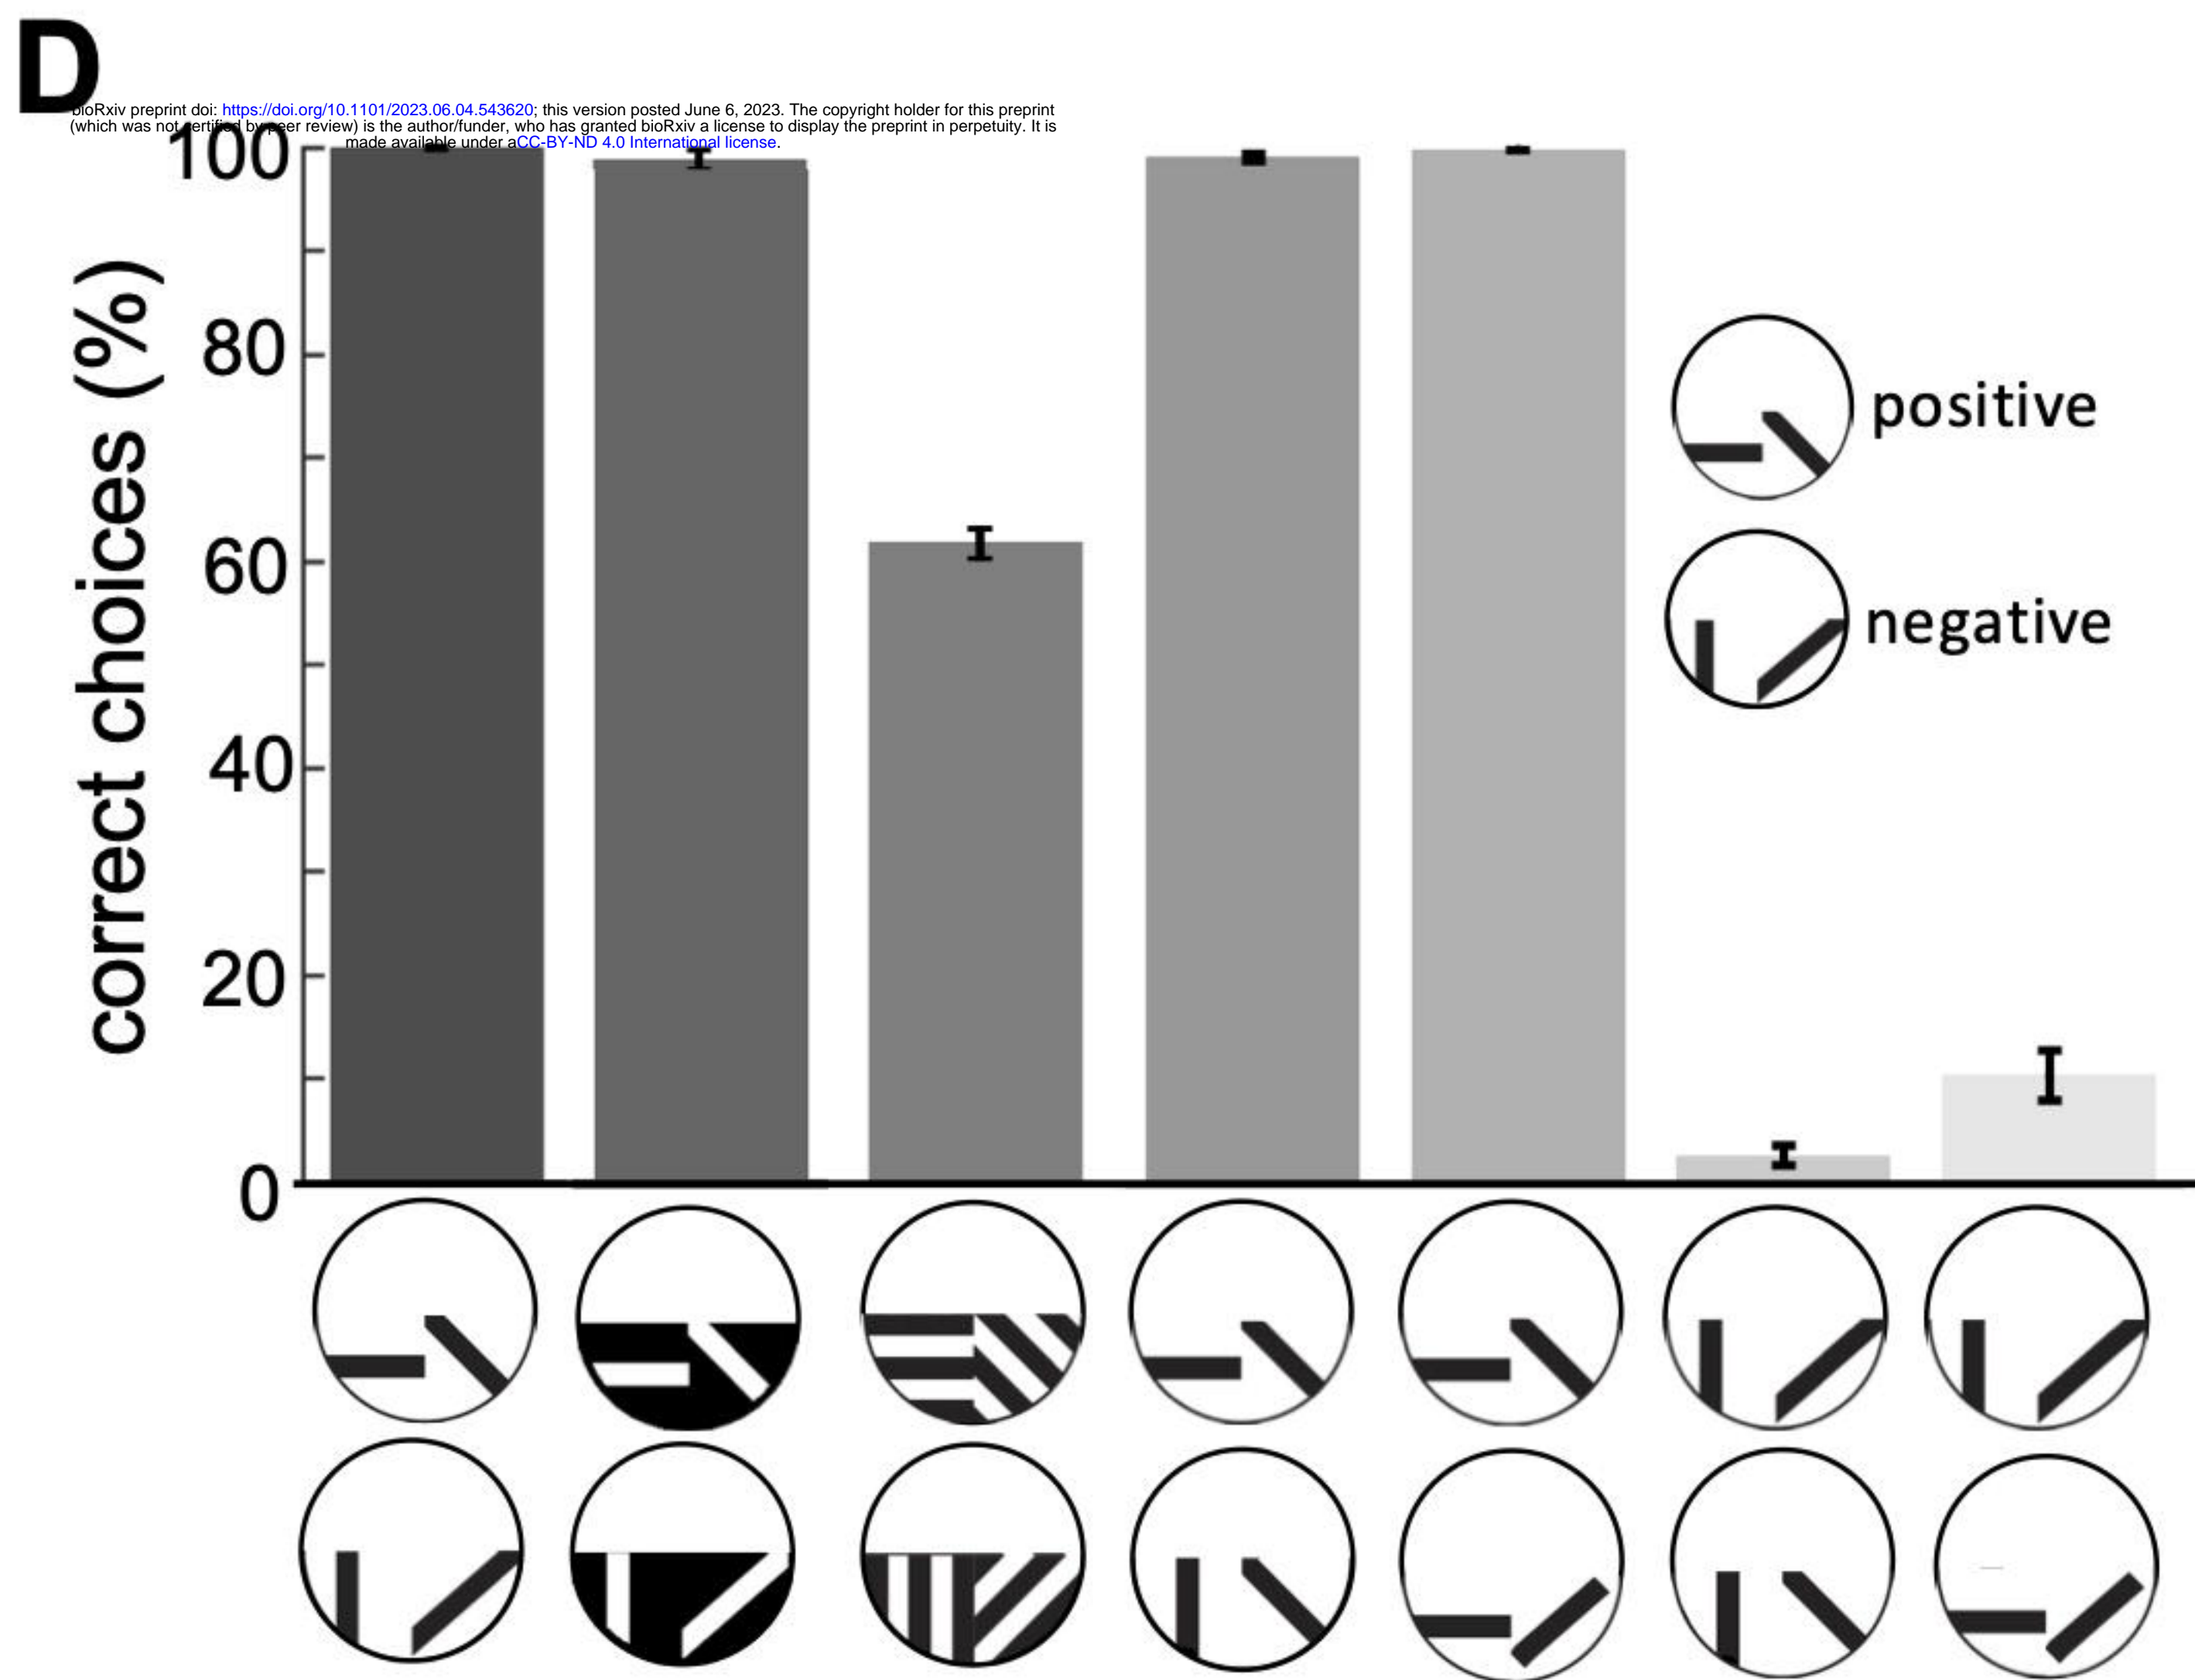 D
bioRxiv preprint doi: https://doi.org/10.1101/2023.06.04.543620; this version posted June 6, 2023. The copyright holder for this preprint
(which was not certified by peer review) is the author/funder, who has granted bioRxiv a license to display the preprint in perpetuity. It is
made available under aCC-BY-ND 4.0 International license.
correct choices (%)
100
80
60
40
20
0
positive
negative